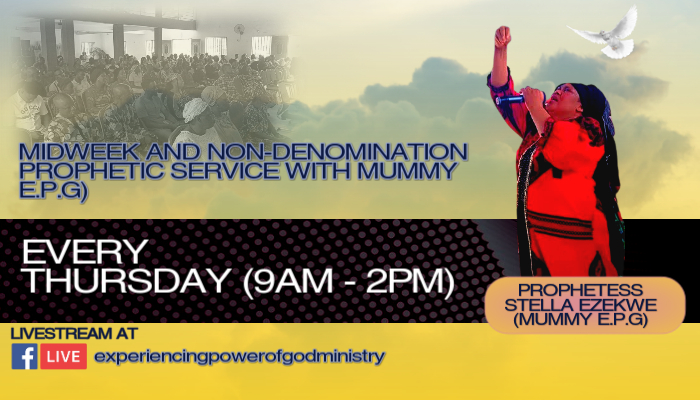 MIDWEEK AND NON-DENOMINATION
PROPHETIC SERVICE WITH MUMMY
E.P.G)
EVERY
THURSDAY (9AM - 2PM)
PROPHETESS
STELLA EZEKWE
(MUMMY E.P.G)
LIVESTREAM AT
f LIVE experiencingpowerofgodministry